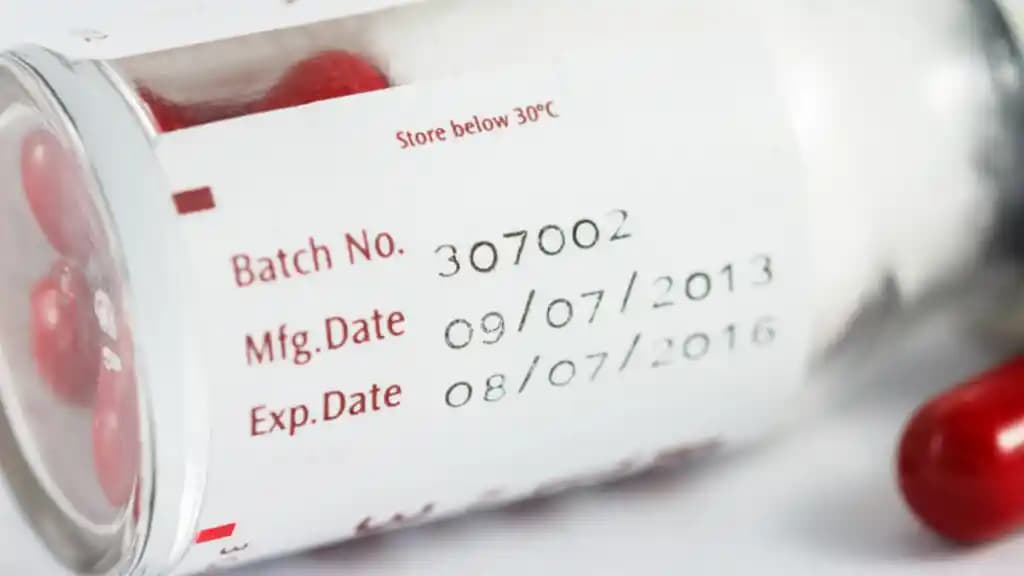 Store below 30°C
Batch No. 307002
Mfg.Date 09/07/2013
Exp.Date 08/07/2016